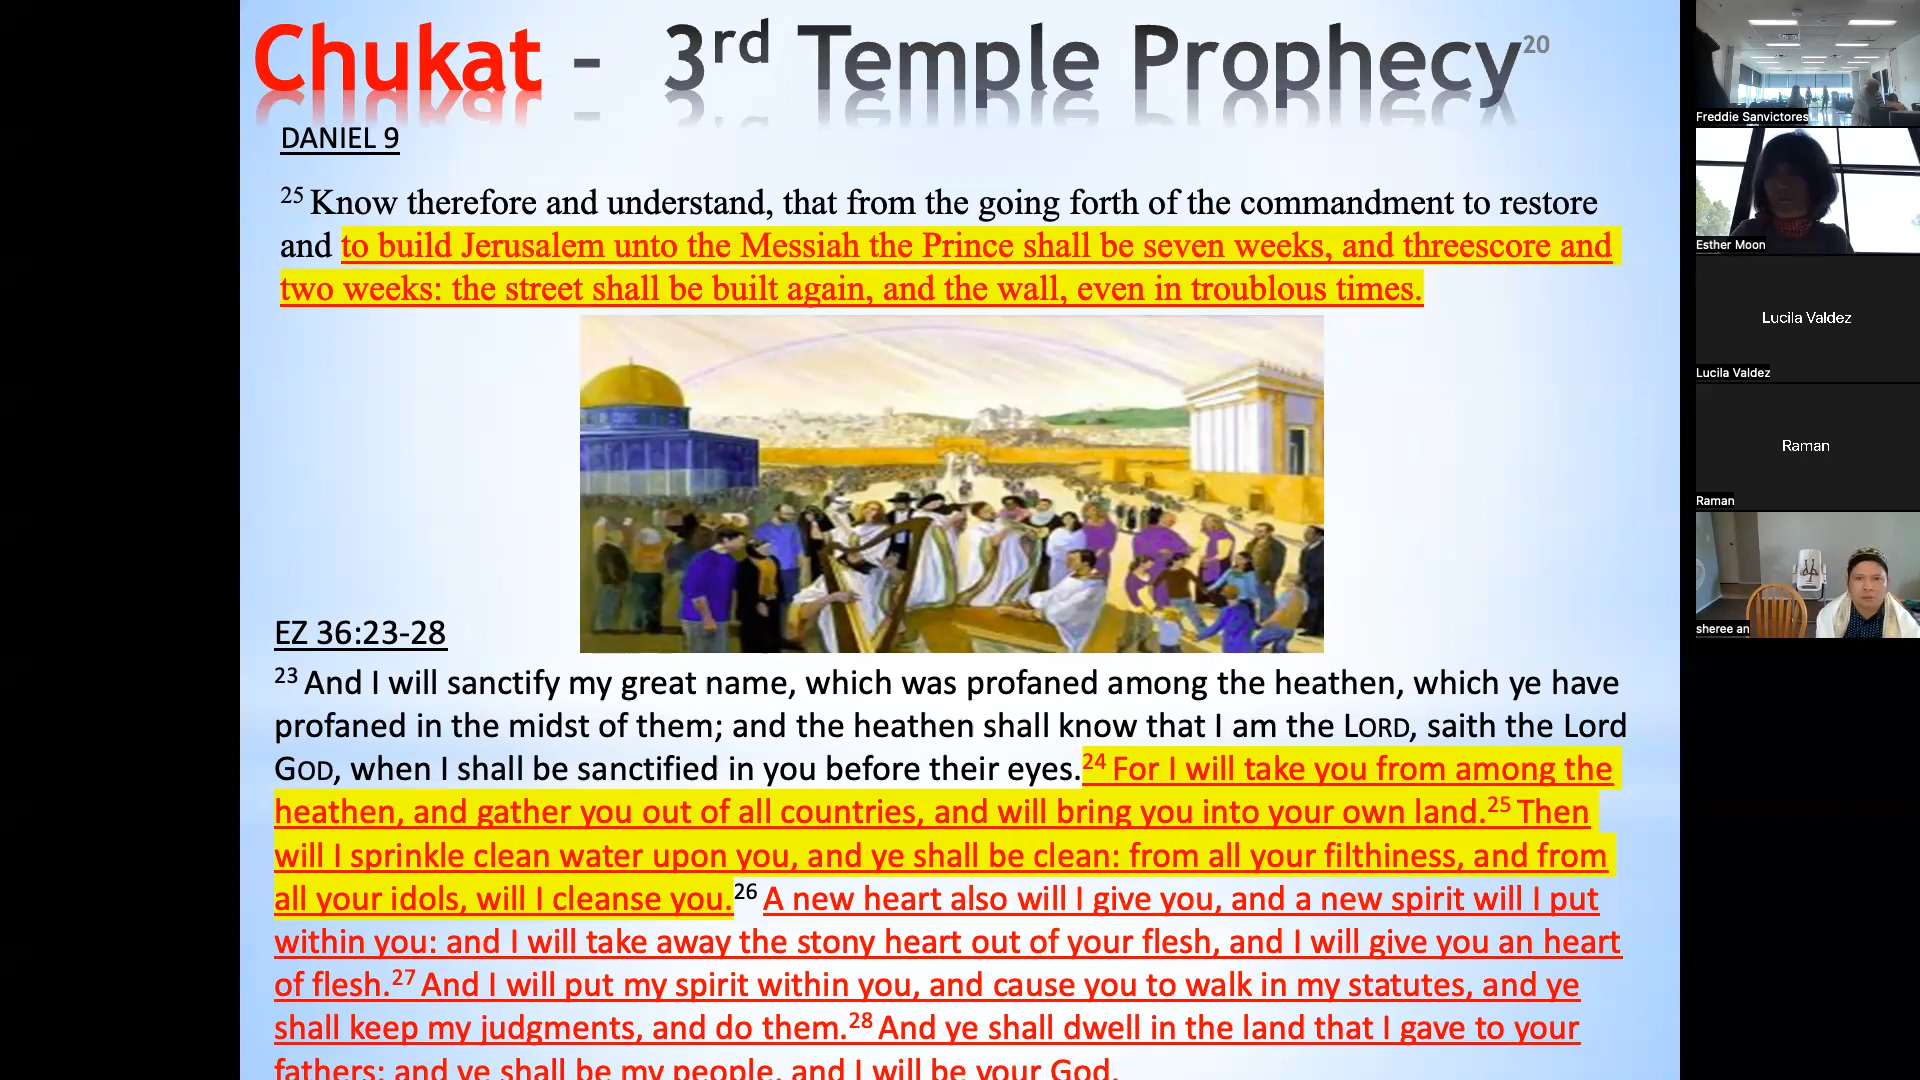 Chukat - 3rd Temple Prophecy20
DANIEL 9
25 Know therefore and understand, that from the going forth of the commandment to restore
and to build Jerusalem unto the Messiah the Prince shall be seven weeks, and threescore and
two weeks: the street shall be built again, and the wall, even in troublous times.
EZ 36:23-28
23 And I will sanctify my great name, which was profaned among the heathen, which ye have
profaned in the midst of them; and the heathen shall know that I am the LORD, saith the Lord
GOD, when I shall be sanctified in you before their eyes.24 For I will take you from among the
heathen, and gather you out of all countries, and will bring you into your own land.25 Then
will I sprinkle clean water upon you, and ye shall be clean: from all your filthiness, and from
all your idols, will I cleanse you.26 A new heart also will I give you, and a new spirit will I put
within you: and I will take away the stony heart out of your flesh, and I will give you an heart
of flesh.27 And I will put my spirit within you, and cause you to walk in my statutes, and ye
shall keep my judgments, and do them.28 And ye shall dwell in the land that I gave to your
fathers; and ye shall be my people, and I will be your God.
Freddie Sanvictores
Esther Moon
Lucila Valdez
Lucila Valdez
Raman
Raman
sheree an